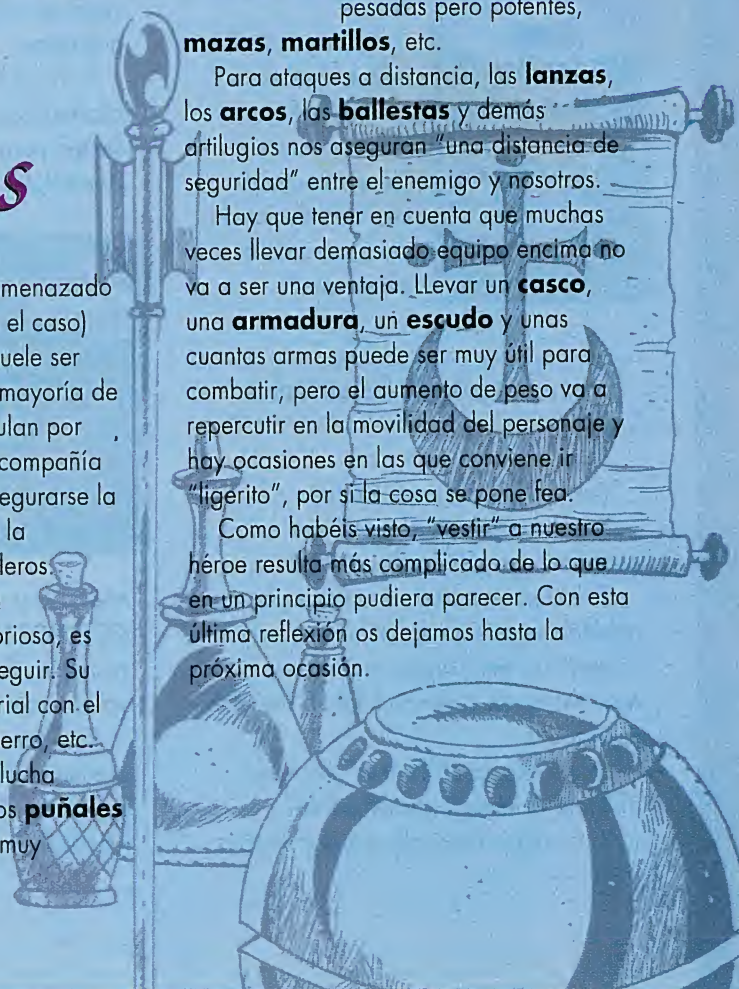 s
menazado
el caso)
uele ser
mayoría de
ulan por
compañía
egurarse la
la
leros.
orioso, es
eguir. Su
rial con el
erro, etc.
lucha
os puñales
muy
pesadas pero potentes,
mazas, martillos, etc.
Para ataques a distancia, las lanzas,
los arcos, las ballestas y demás
artilugios nos aseguran "una distancia de
seguridad" entre el enemigo y nosotros.
Hay que tener en cuenta que muchas
veces llevar demasiado equipo encima no
va a ser una ventaja. LLevar un casco,
una armadura, un escudo y unas
cuantas armas puede ser muy útil para
combatir, pero el aumento de peso va a
repercutir en la movilidad del personaje y
hay ocasiones en las que conviene ir
"ligerito", por si la cosa se pone fea.
Como habéis visto, "vestir" a nuestro
héroe resulta más complicado de lo que
en un principio pudiera parecer. Con esta
última reflexión os dejamos hasta la
próxima ocasión.